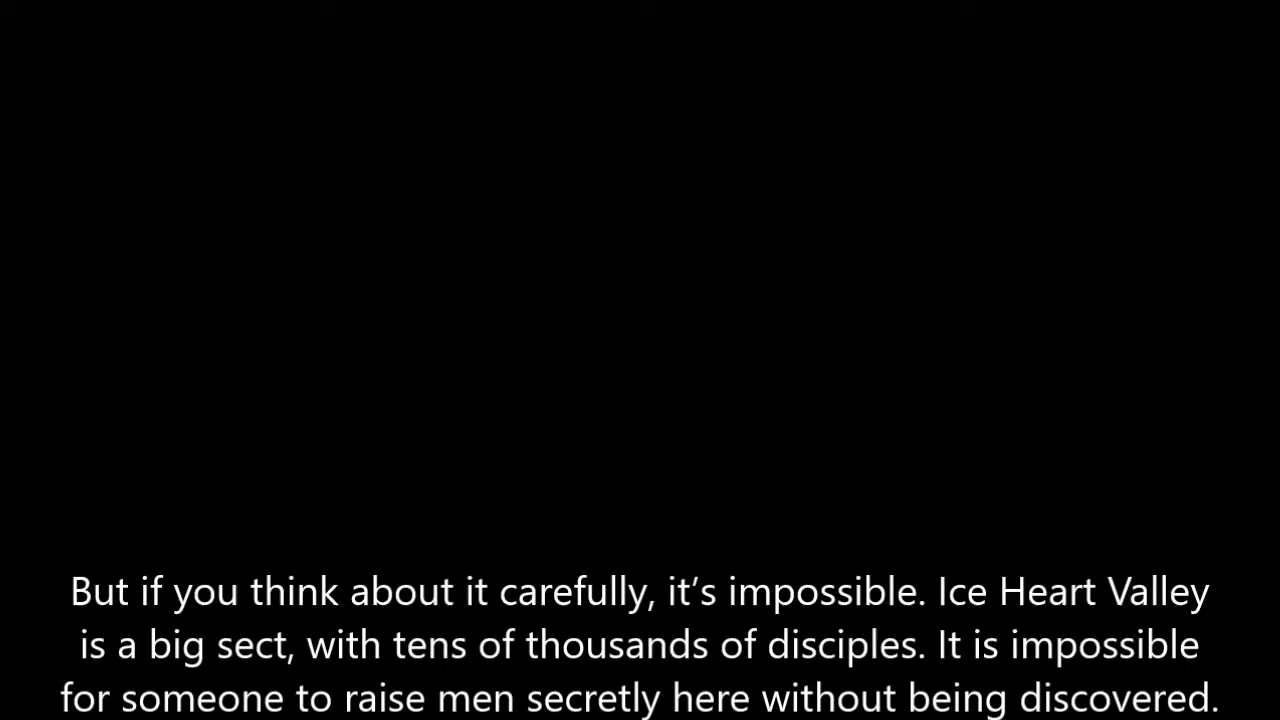 But if you think about it carefully, it’s impossible. Ice Heart Valley
is a big sect, with tens of thousands of disciples. It is impossible
for someone to raise men secretly here without being discovered.